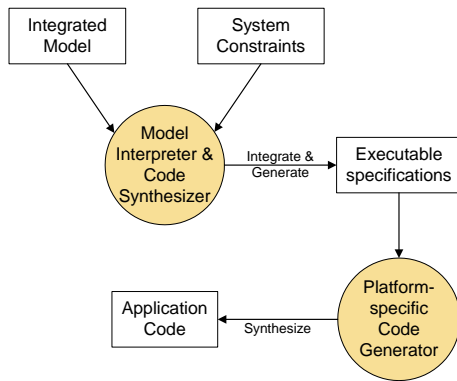 Integrated
Model
System
Constraints
Model
Interpreter &
Code
Synthesizer
Integrate &
Generate
Executable
specifications
Platform-
specific
Code
Generator
Synthesize
Application
Code